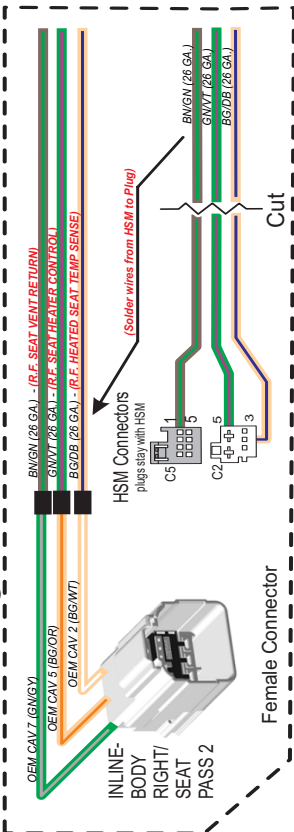 BN/GN (26 GA.) - (R.F. SEAT VENT RETURN)
GN/VT (26 GA.) - (R.F. SEAT HEATER CONTROL)
BG/DB (26 GA.) - (R.F. HEATED SEAT TEMP SENSE)
OEM CAV 7 (GN/GY)
OEM CAV 5 (BG/OR)
OEM CAV 2 (BG/WT)
INLINE-
BODY
RIGHT/
SEAT
PASS 2
Female Connector
HSM Connectors
plugs stay with HSM
(Solder wires from HSM to Plug)
C5
1
5
C2
5
3
BN/GN (26 GA.)
GN/VT (26 GA.)
BG/DB (26 GA.)
Cut